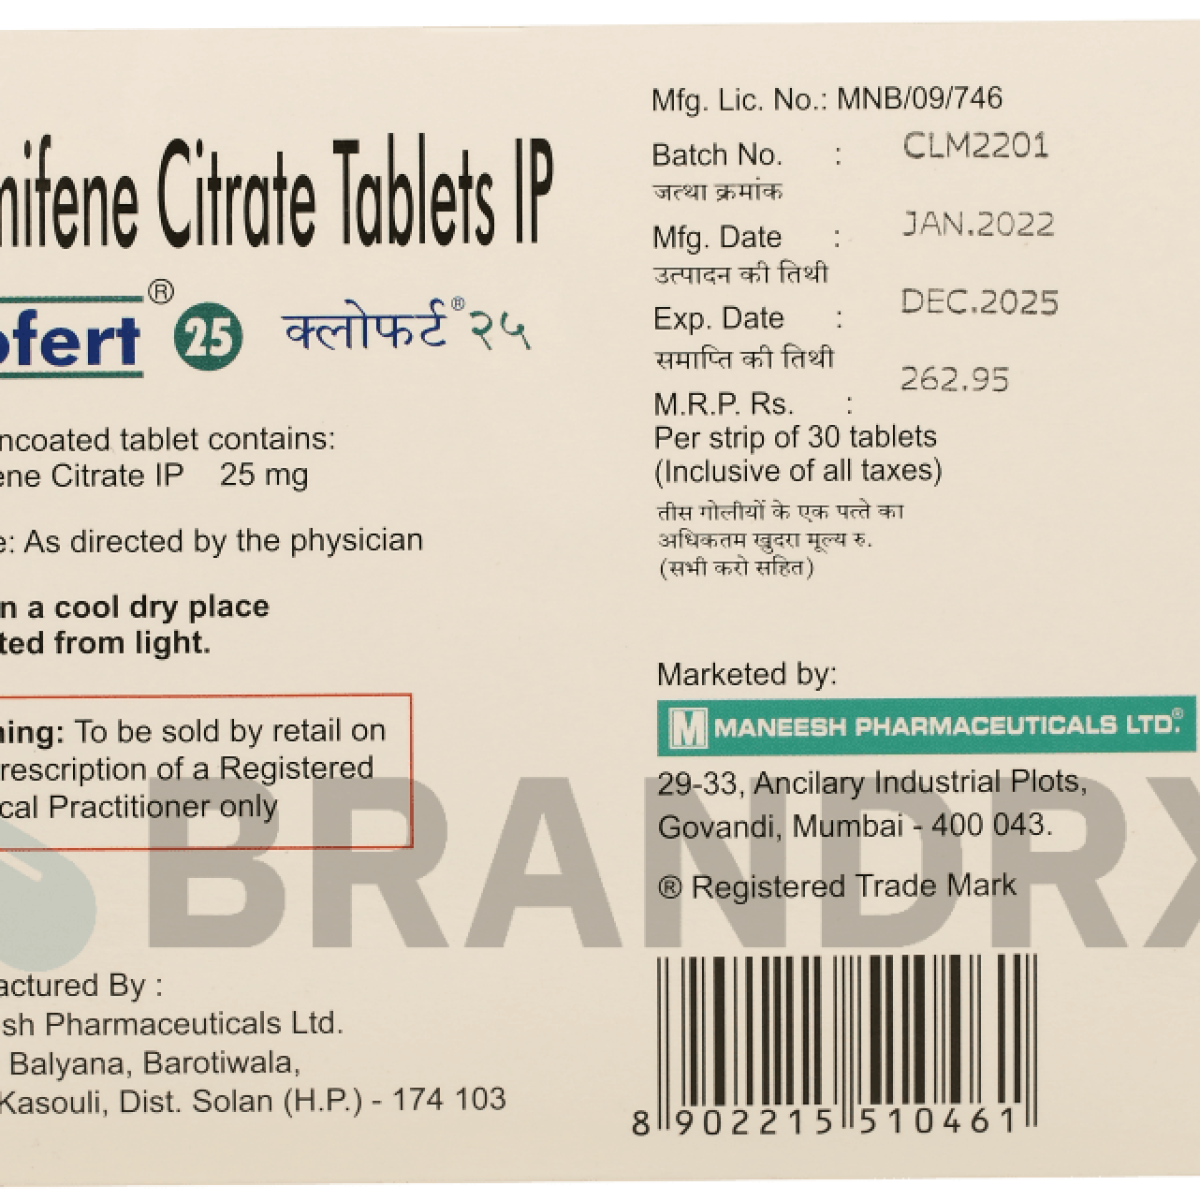 nifene Citrate Tablets IP
ofert® 25 क्लोफर्ट® २५
ncoated tablet contains:
ene Citrate IP 25 mg
e: As directed by the physician
n a cool dry place
ted from light.
ning: To be sold by retail on
rescription of a Registered
cal Practitioner only
actured By :
sh Pharmaceuticals Ltd.
Balyana, Barotiwala,
Kasouli, Dist. Solan (H.P.) - 174 103
Mfg. Lic. No.: MNB/09/746
Batch No. : CLM2201
जत्था क्रमांक
Mfg. Date : JAN.2022
उत्पादन की तिथी
Exp. Date : DEC.2025
समाप्ति की तिथी
M.R.P. Rs. : 262.95
Per strip of 30 tablets
(Inclusive of all taxes)
तीस गोलीयों के एक पत्ते का
अधिकतम खुदरा मूल्य रु.
(सभी करो सहित)
Marketed by:
M MANEESH PHARMACEUTICALS LTD.®
29-33, Ancilary Industrial Plots,
Govandi, Mumbai - 400 043.
® Registered Trade Mark
BRANDRX
8 902215 510461